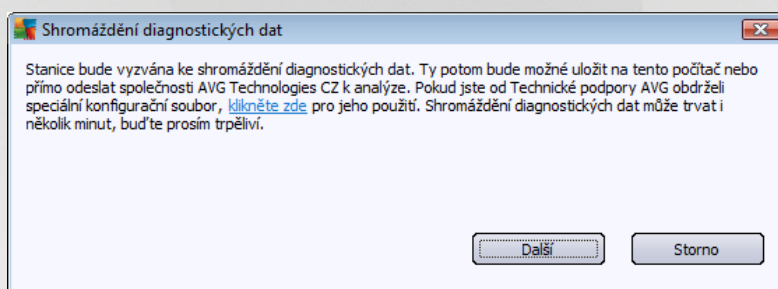 Shromáždění diagnostických dat
Stanice bude vyzvána ke shromáždění diagnostických dat. Ty potom bude možné uložit na tento počítač nebo
přímo odeslat společnosti AVG Technologies CZ k analýze. Pokud jste od Technické podpory AVG obdrželi
speciální konfigurační soubor, klikněte zde pro jeho použití. Shromáždění diagnostických dat může trvat i
několik minut, buďte prosím trpěliví.
Další
Storno